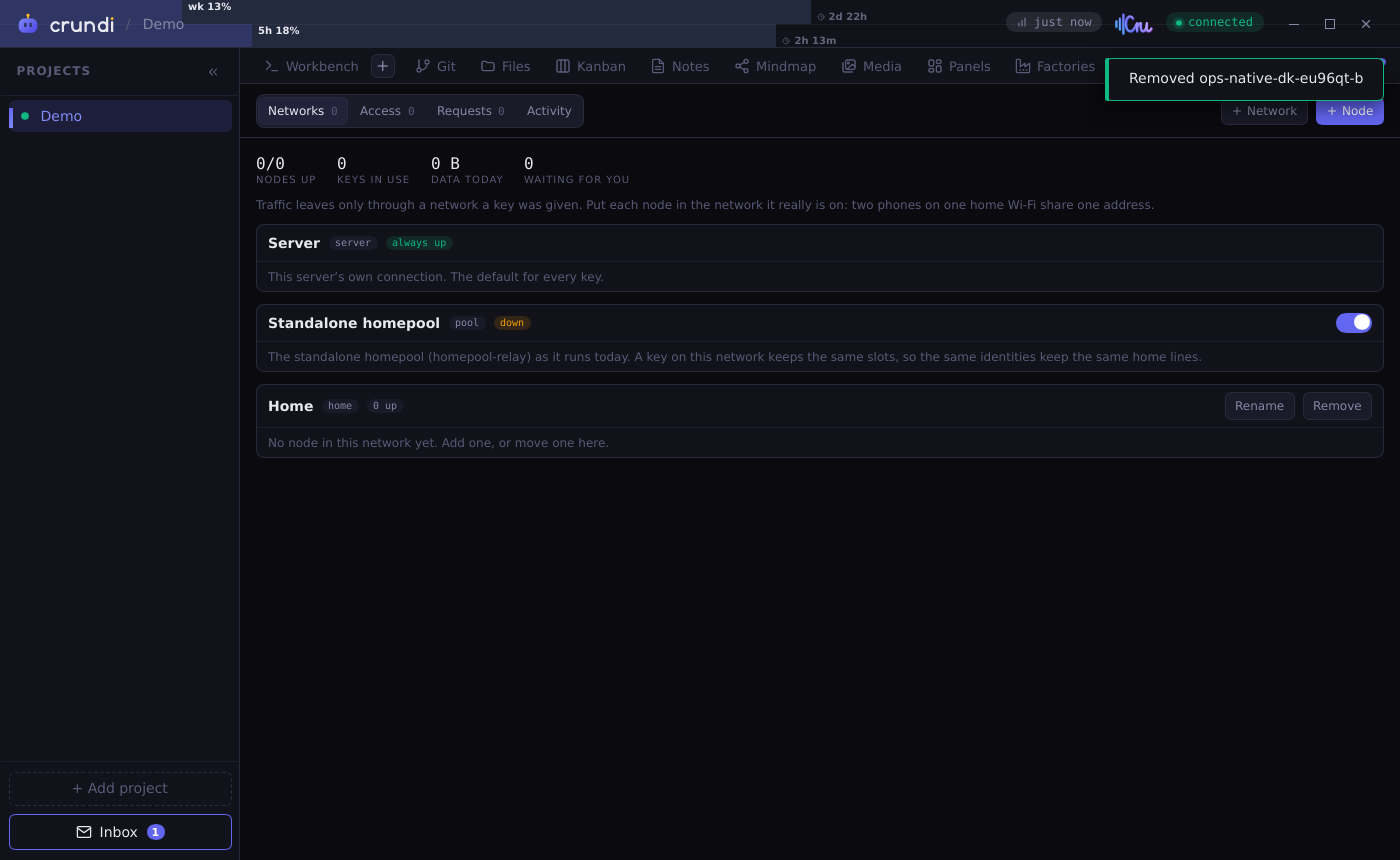 wk 13%
2d 22h
crundi / Demo
just now
Cru
connected
5h 18%
2h 13m
PROJECTS
«
Workbench
+
Git
Files
Kanban
Notes
Mindmap
Media
Panels
Factories
Removed ops-native-dk-eu96qt-b
Demo
Networks 0
Access 0
Requests 0
Activity
+ Network
+ Node
0/0
0
0 B
0
NODES UP
KEYS IN USE
DATA TODAY
WAITING FOR YOU
Traffic leaves only through a network a key was given. Put each node in the network it really is on: two phones on one home Wi-Fi share one address.
Server server always up
This server’s own connection. The default for every key.
Standalone homepool pool down
The standalone homepool (homepool-relay) as it runs today. A key on this network keeps the same slots, so the same identities keep the same home lines.
Home home 0 up
Rename
Remove
No node in this network yet. Add one, or move one here.
+ Add project
Inbox 1